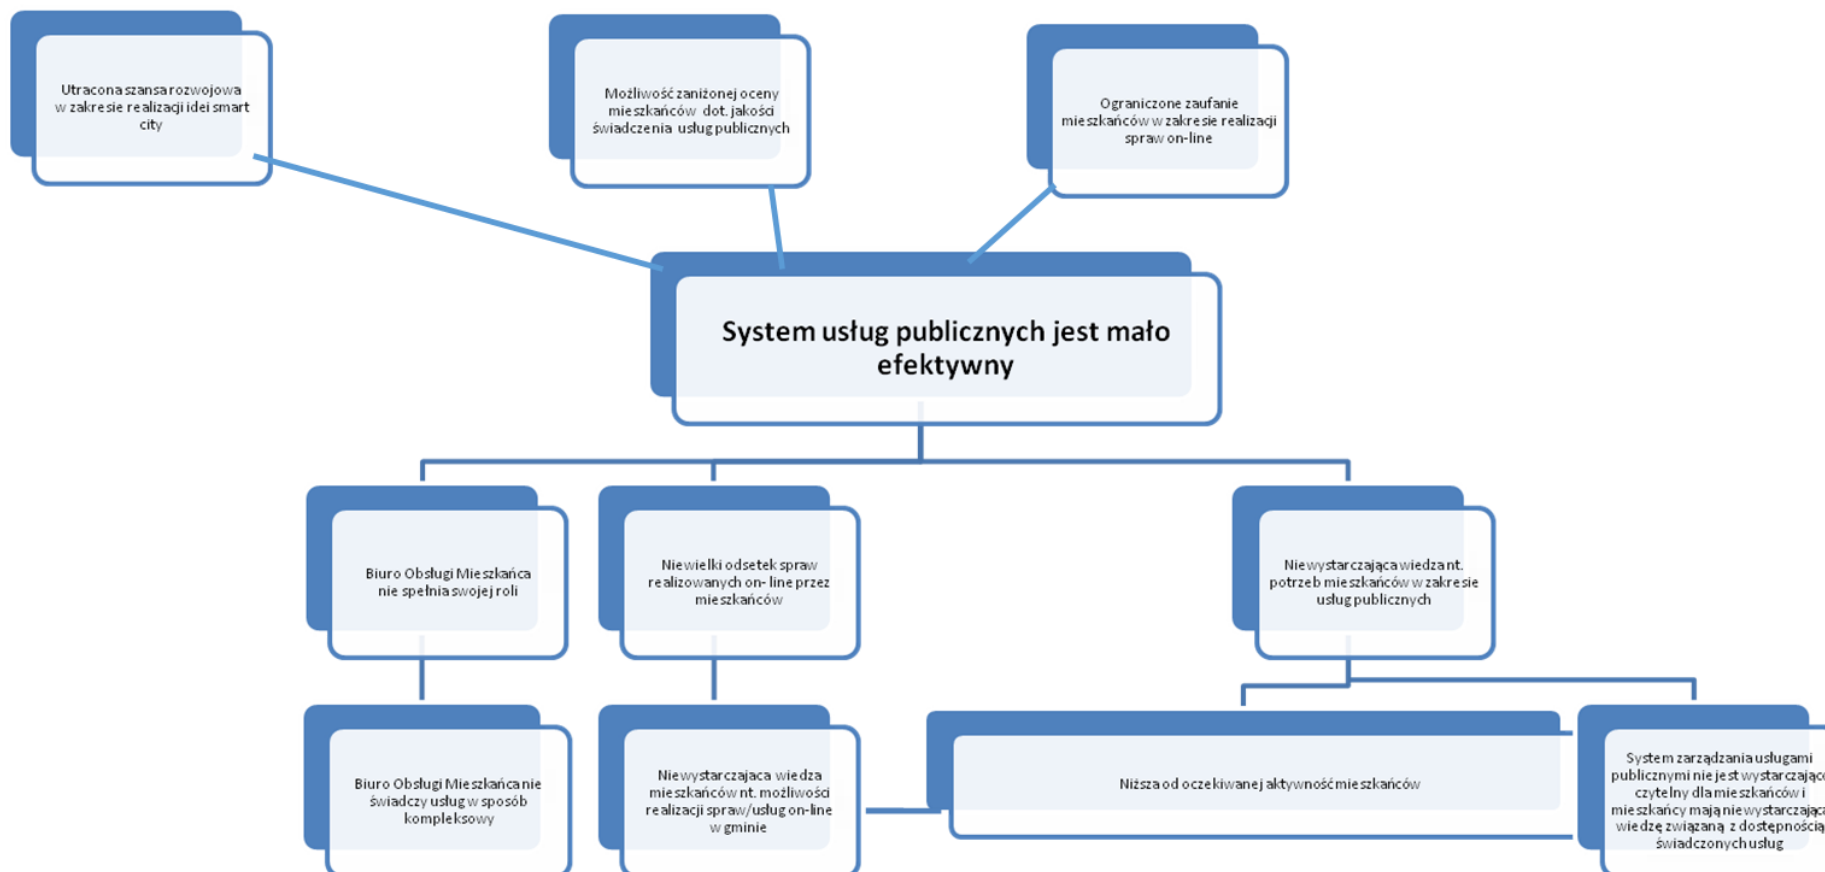 Utracona szansa rozwojowa
w zakresie realizacji idei smart
city
Możliwość zaniżonej oceny
mieszkańców dot. jakości
świadczenia usług publicznych
Ograniczone zaufanie
mieszkańców w zakresie realizacji
spraw on-line
System usług publicznych jest mało
efektywny
Biuro Obsługi Mieszkańca
nie spełnia swojej roli
Niewielki odsetek spraw
realizowanych on- line przez
mieszkańców
Niewystarczająca wiedza nt.
potrzeb mieszkańców w zakresie
usług publicznych
Biuro Obsługi Mieszkańca nie
świadczy usług w sposób
kompleksowy
Niewystarczajaca wiedza
mieszkańców nt. możliwości
realizacji spraw/usług on-line
w gminie
Niższa od oczekiwanej aktywność mieszkańców
System zarządzania usługami
publicznymi nie jest wystarczająco
czytelny dla mieszkańców i
mieszkańcy mają niewystarczającą
wiedzę związaną z dostępnością
świadczonych usług